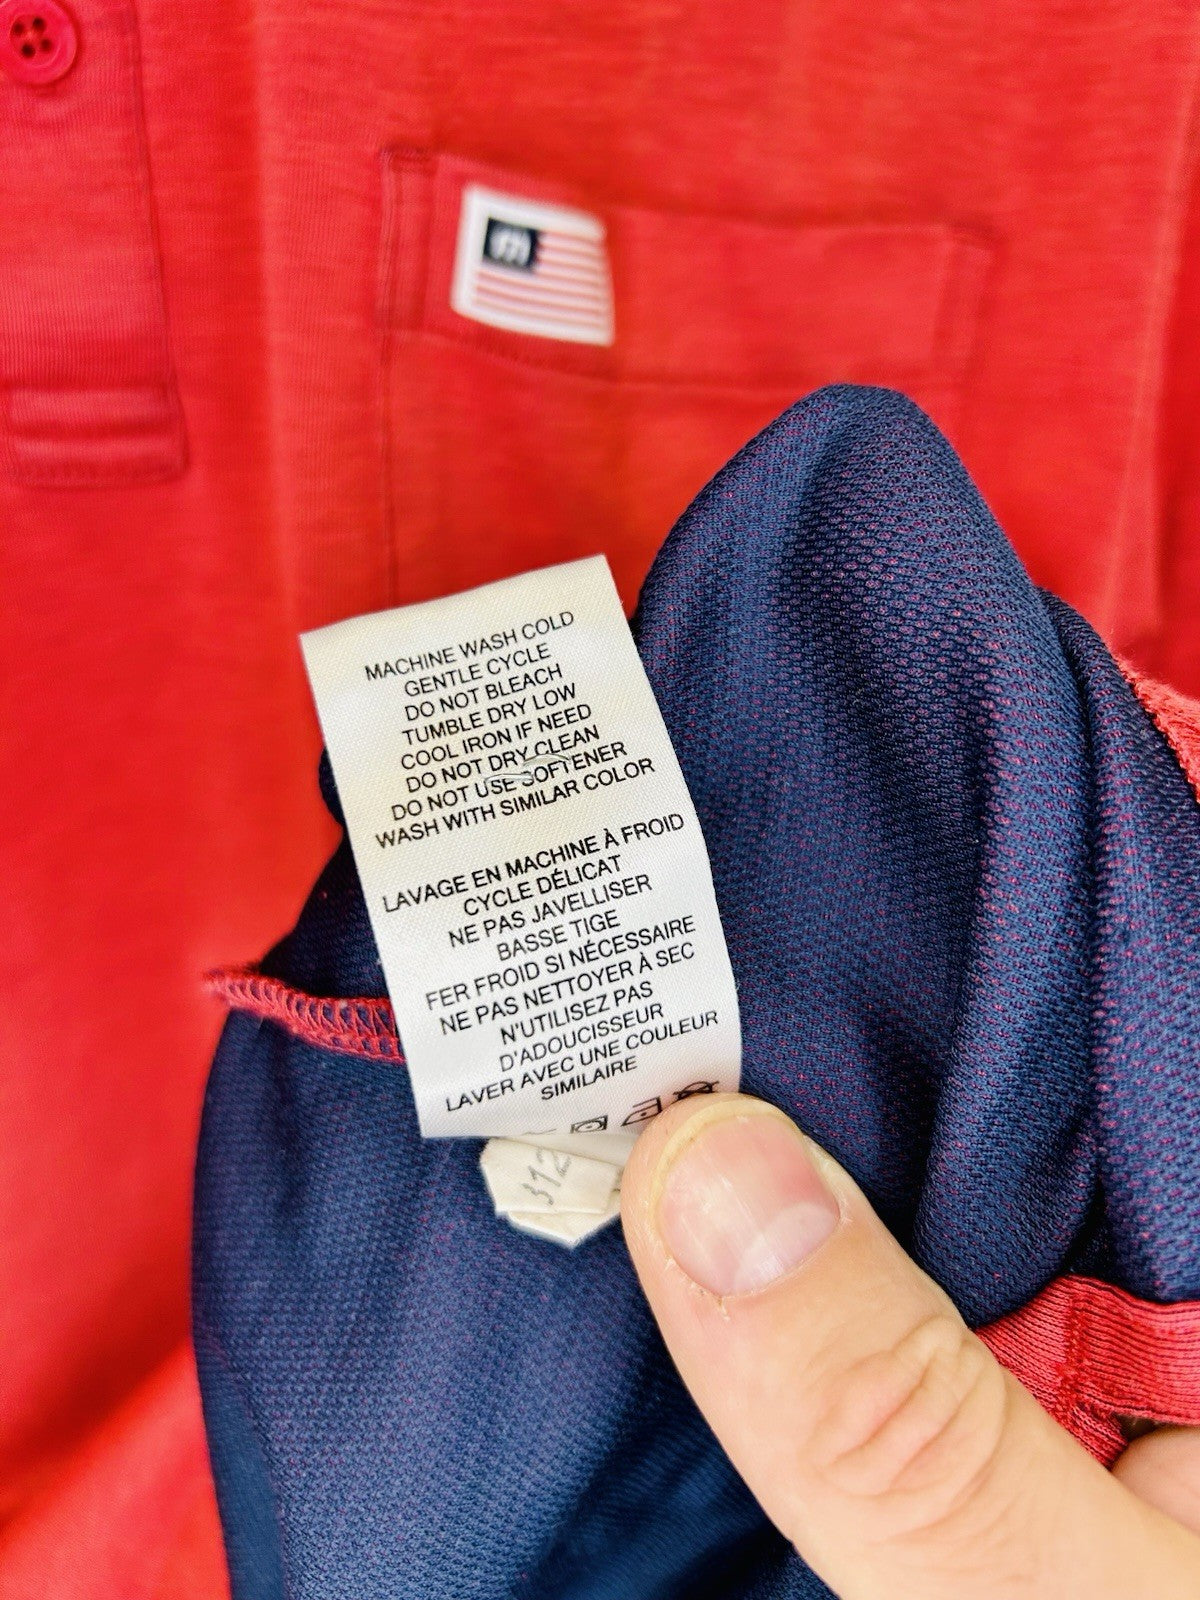 MACHINE WASH COLD
GENTLE CYCLE
DO NOT BLEACH
TUMBLE DRY LOW
COOL IRON IF NEED
DO NOT DRY CLEAN
DO NOT USE SOFTENER
WASH WITH SIMILAR COLOR
LAVAGE EN MACHINE À FROID
CYCLE DÉLICAT
NE PAS JAVELLISER
BASSE TIGE
FER FROID SI NÉCESSAIRE
NE PAS NETTOYER À SEC
N'UTILISEZ PAS
D'ADOUCISSEUR
LAVER AVEC UNE COULEUR
SIMILAIRE
312